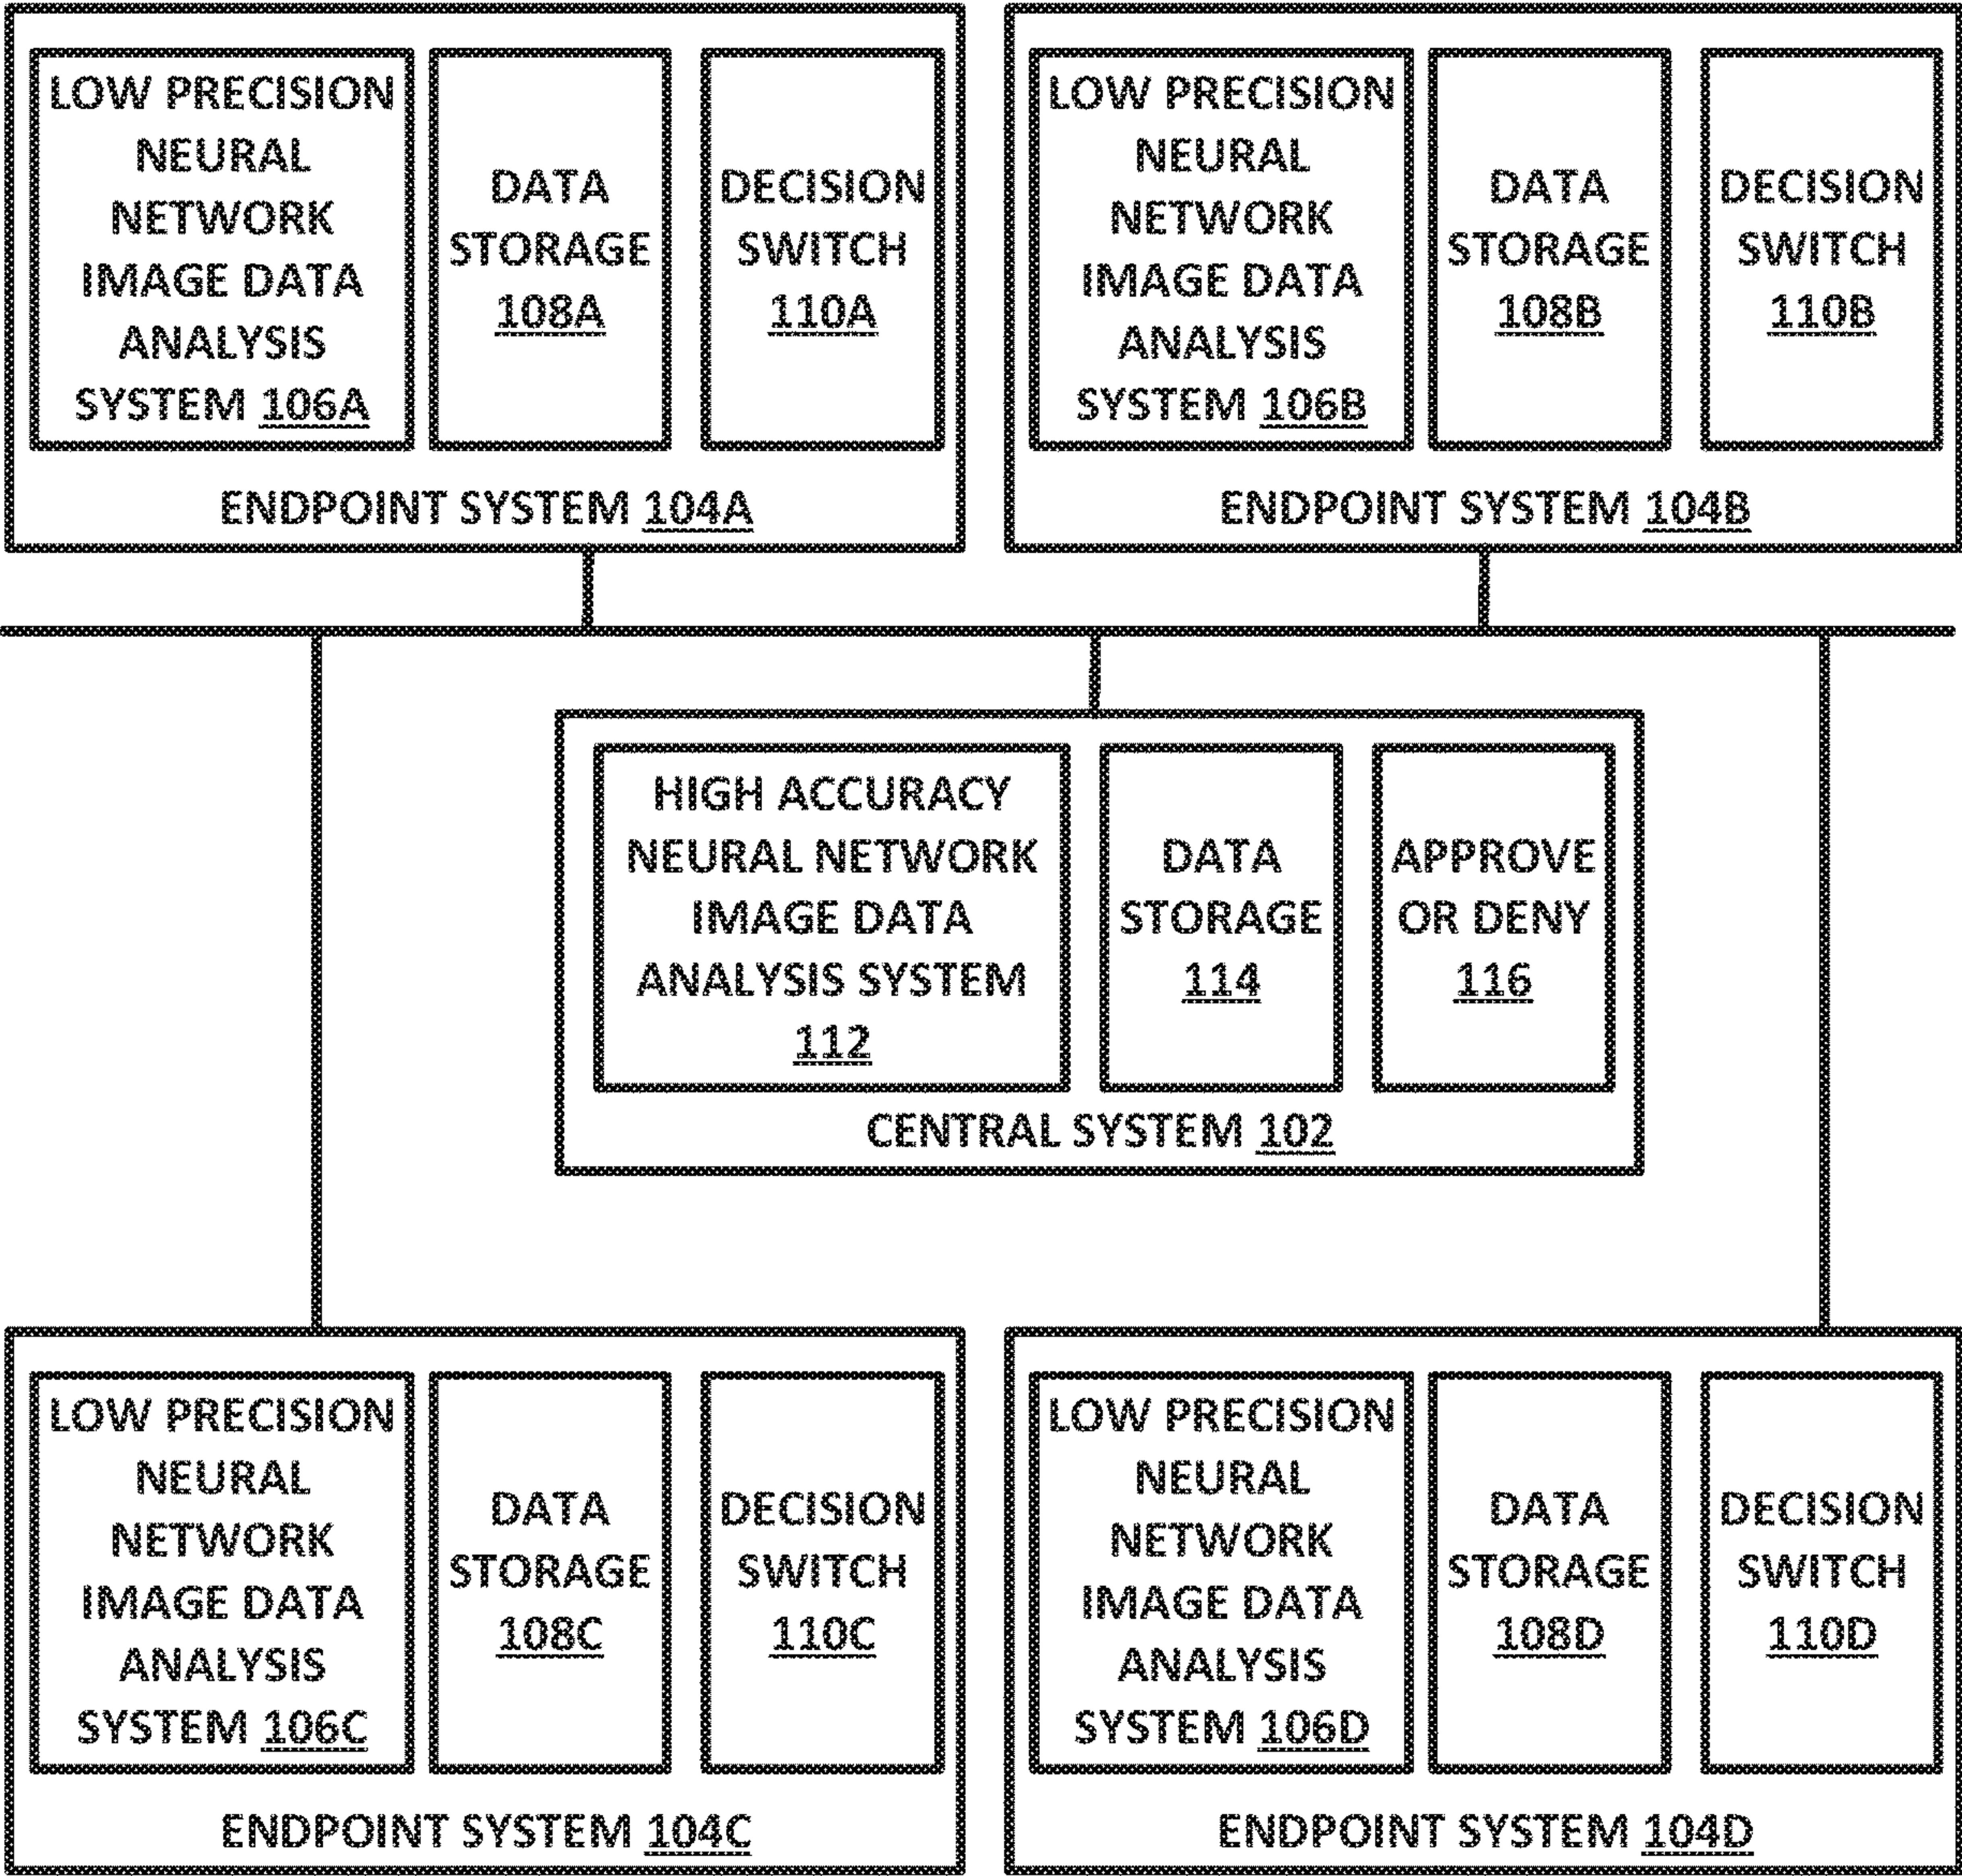 LOW PRECISION
NEURAL
NETWORK
IMAGE DATA
ANALYSIS
SYSTEM 106A
DATA
STORAGE
108A
DECISION
SWITCH
110A
ENDPOINT SYSTEM 104A
LOW PRECISION
NEURAL
NETWORK
IMAGE DATA
ANALYSIS
SYSTEM 106B
DATA
STORAGE
108B
DECISION
SWITCH
110B
ENDPOINT SYSTEM 104B
HIGH ACCURACY
NEURAL NETWORK
IMAGE DATA
ANALYSIS SYSTEM
112
DATA
STORAGE
114
APPROVE
OR DENY
116
CENTRAL SYSTEM 102
LOW PRECISION
NEURAL
NETWORK
IMAGE DATA
ANALYSIS
SYSTEM 106C
DATA
STORAGE
108C
DECISION
SWITCH
110C
ENDPOINT SYSTEM 104C
LOW PRECISION
NEURAL
NETWORK
IMAGE DATA
ANALYSIS
SYSTEM 106D
DATA
STORAGE
108D
DECISION
SWITCH
110D
ENDPOINT SYSTEM 104D